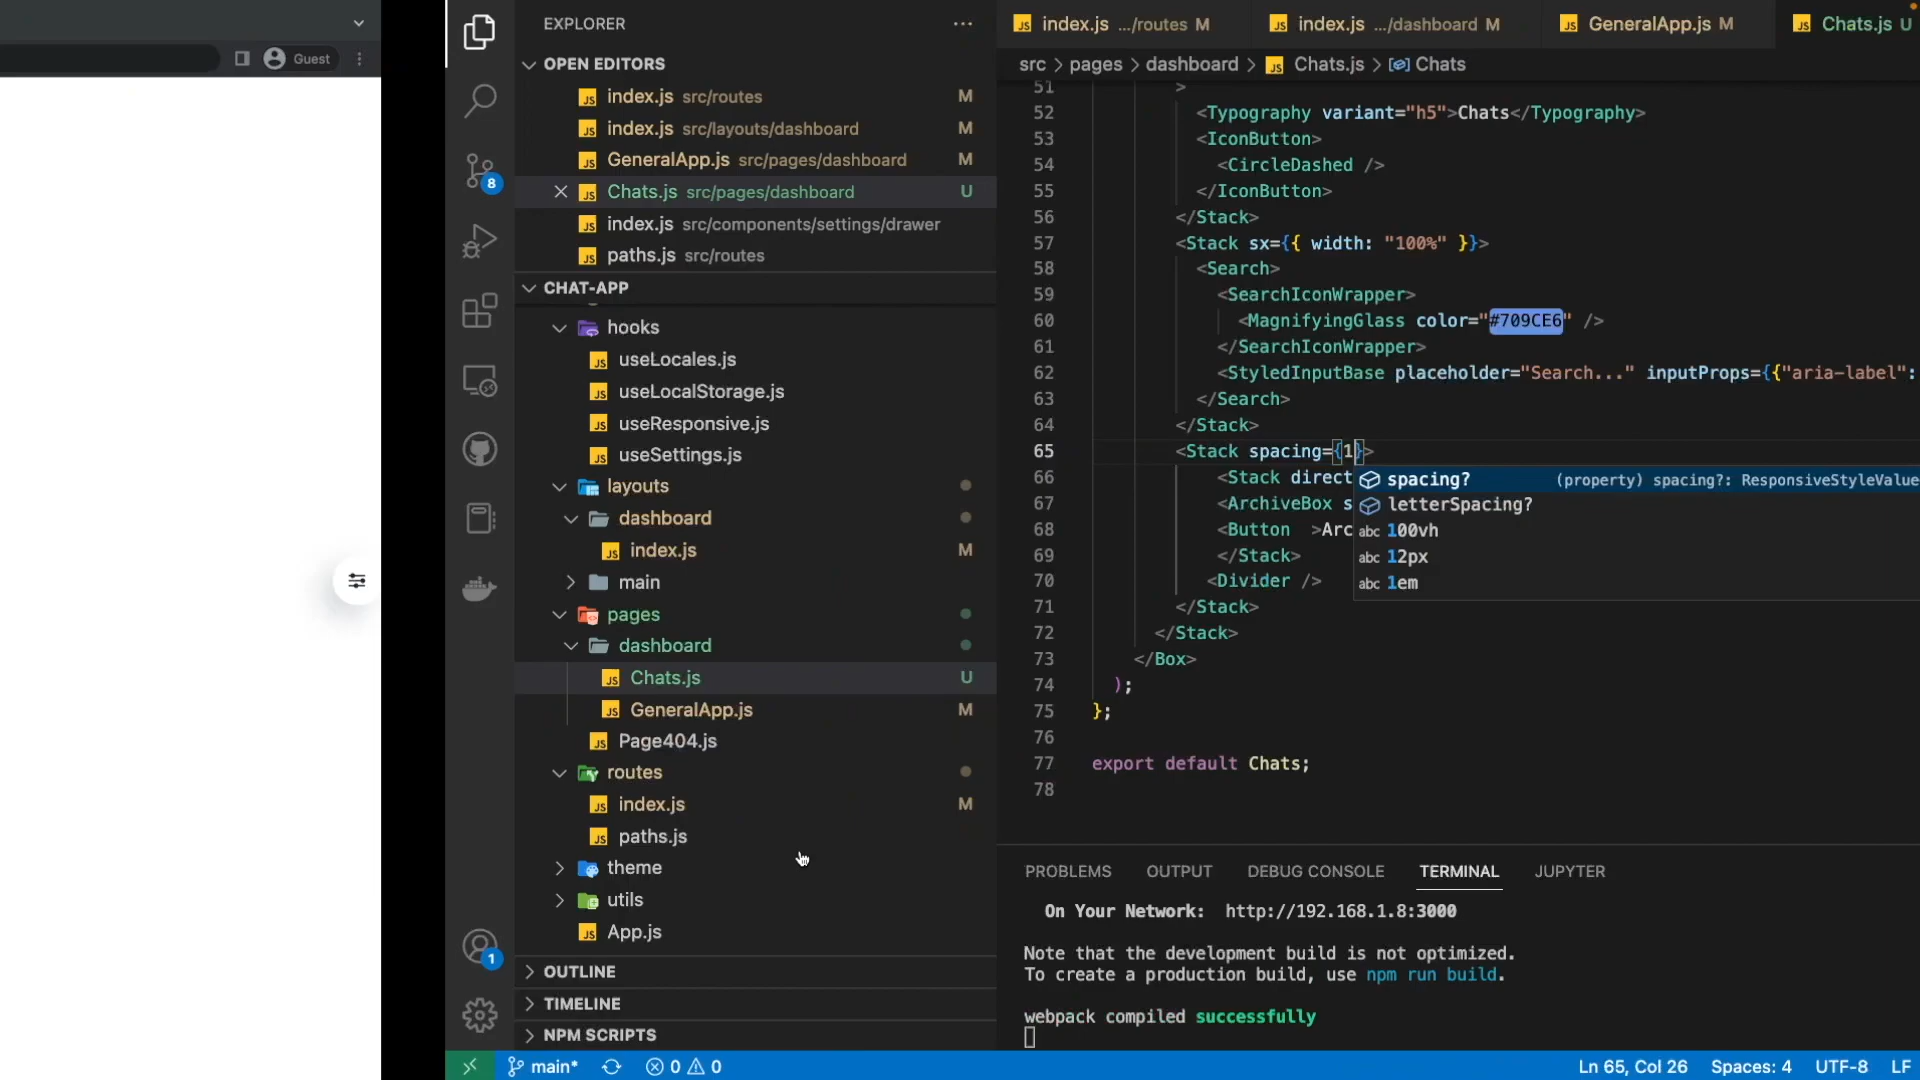 Guest
EXPLORER
OPEN EDITORS
index.js src/routes M
index.js src/layouts/dashboard M
GeneralApp.js src/pages/dashboard M
Chats.js src/pages/dashboard U
index.js src/components/settings/drawer
paths.js src/routes
CHAT-APP
hooks
useLocales.js
useLocalStorage.js
useResponsive.js
useSettings.js
layouts
dashboard
index.js M
main
pages
dashboard
Chats.js U
GeneralApp.js M
Page404.js
routes
index.js M
paths.js
theme
utils
App.js
OUTLINE
TIMELINE
NPM SCRIPTS
8
1
index.js .../routes M
index.js .../dashboard M
GeneralApp.js M
Chats.js U
src > pages > dashboard > Chats.js > Chats
51 >
52 <Typography variant="h5">Chats</Typography>
53 <IconButton>
54 <CircleDashed />
55 </IconButton>
56 </Stack>
57 <Stack sx={{ width: "100%" }}>
58 <Search>
59 <SearchIconWrapper>
60 <MagnifyingGlass color="#709CE6" />
61 </SearchIconWrapper>
62 <StyledInputBase placeholder="Search..." inputProps={{"aria-label":
63 </Search>
64 </Stack>
65 <Stack spacing={1}>
66 <Stack direct
67 <ArchiveBox s
68 <Button >Arc
69 </Stack>
70 <Divider />
71 </Stack>
72 </Stack>
73 </Box>
74 );
75 };
76
77 export default Chats;
78
spacing? (property) spacing?: ResponsiveStyleValue
letterSpacing?
abc 100vh
abc 12px
abc 1em
PROBLEMS OUTPUT DEBUG CONSOLE TERMINAL JUPYTER
On Your Network: http://192.168.1.8:3000
Note that the development build is not optimized.
To create a production build, use npm run build.
webpack compiled successfully
main* 0 0 Ln 65, Col 26 Spaces: 4 UTF-8 LF